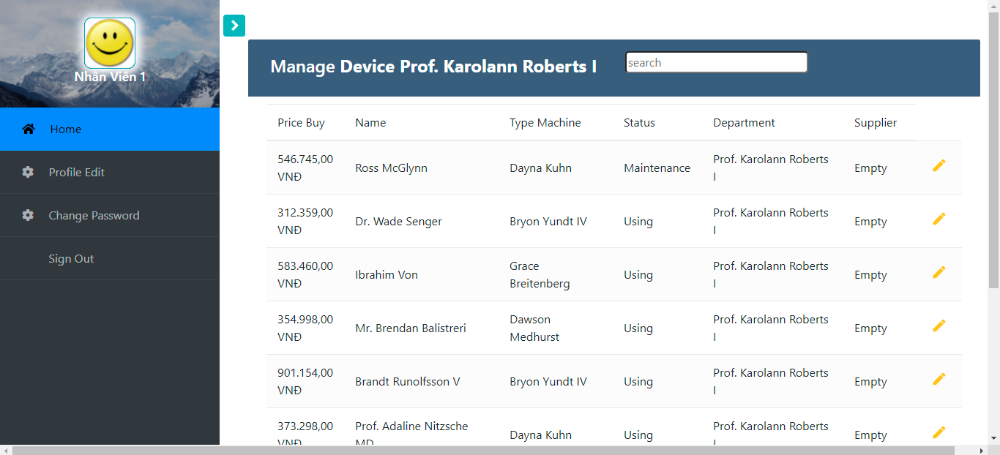 Nhân Viên 1
Home
Profile Edit
Change Password
Sign Out
Manage Device Prof. Karolann Roberts I
search
Price Buy Name Type Machine Status Department Supplier
546.745,00 VNĐ Ross McGlynn Dayna Kuhn Maintenance Prof. Karolann Roberts I Empty
312.359,00 VNĐ Dr. Wade Senger Bryon Yundt IV Using Prof. Karolann Roberts I Empty
583.460,00 VNĐ Ibrahim Von Grace Breitenberg Using Prof. Karolann Roberts I Empty
354.998,00 VNĐ Mr. Brendan Balistreri Dawson Medhurst Using Prof. Karolann Roberts I Empty
901.154,00 VNĐ Brandt Runolfsson V Bryon Yundt IV Using Prof. Karolann Roberts I Empty
373.298,00 VNĐ Prof. Adaline Nitzsche MD Dayna Kuhn Using Prof. Karolann Roberts I Empty